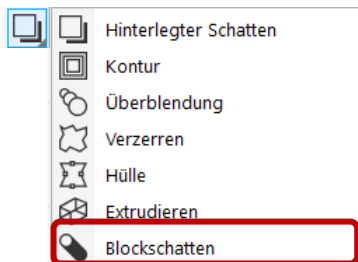 Hinterlegter Schatten
Kontur
Überblendung
Verzerren
Hülle
Extrudieren
Blockschatten